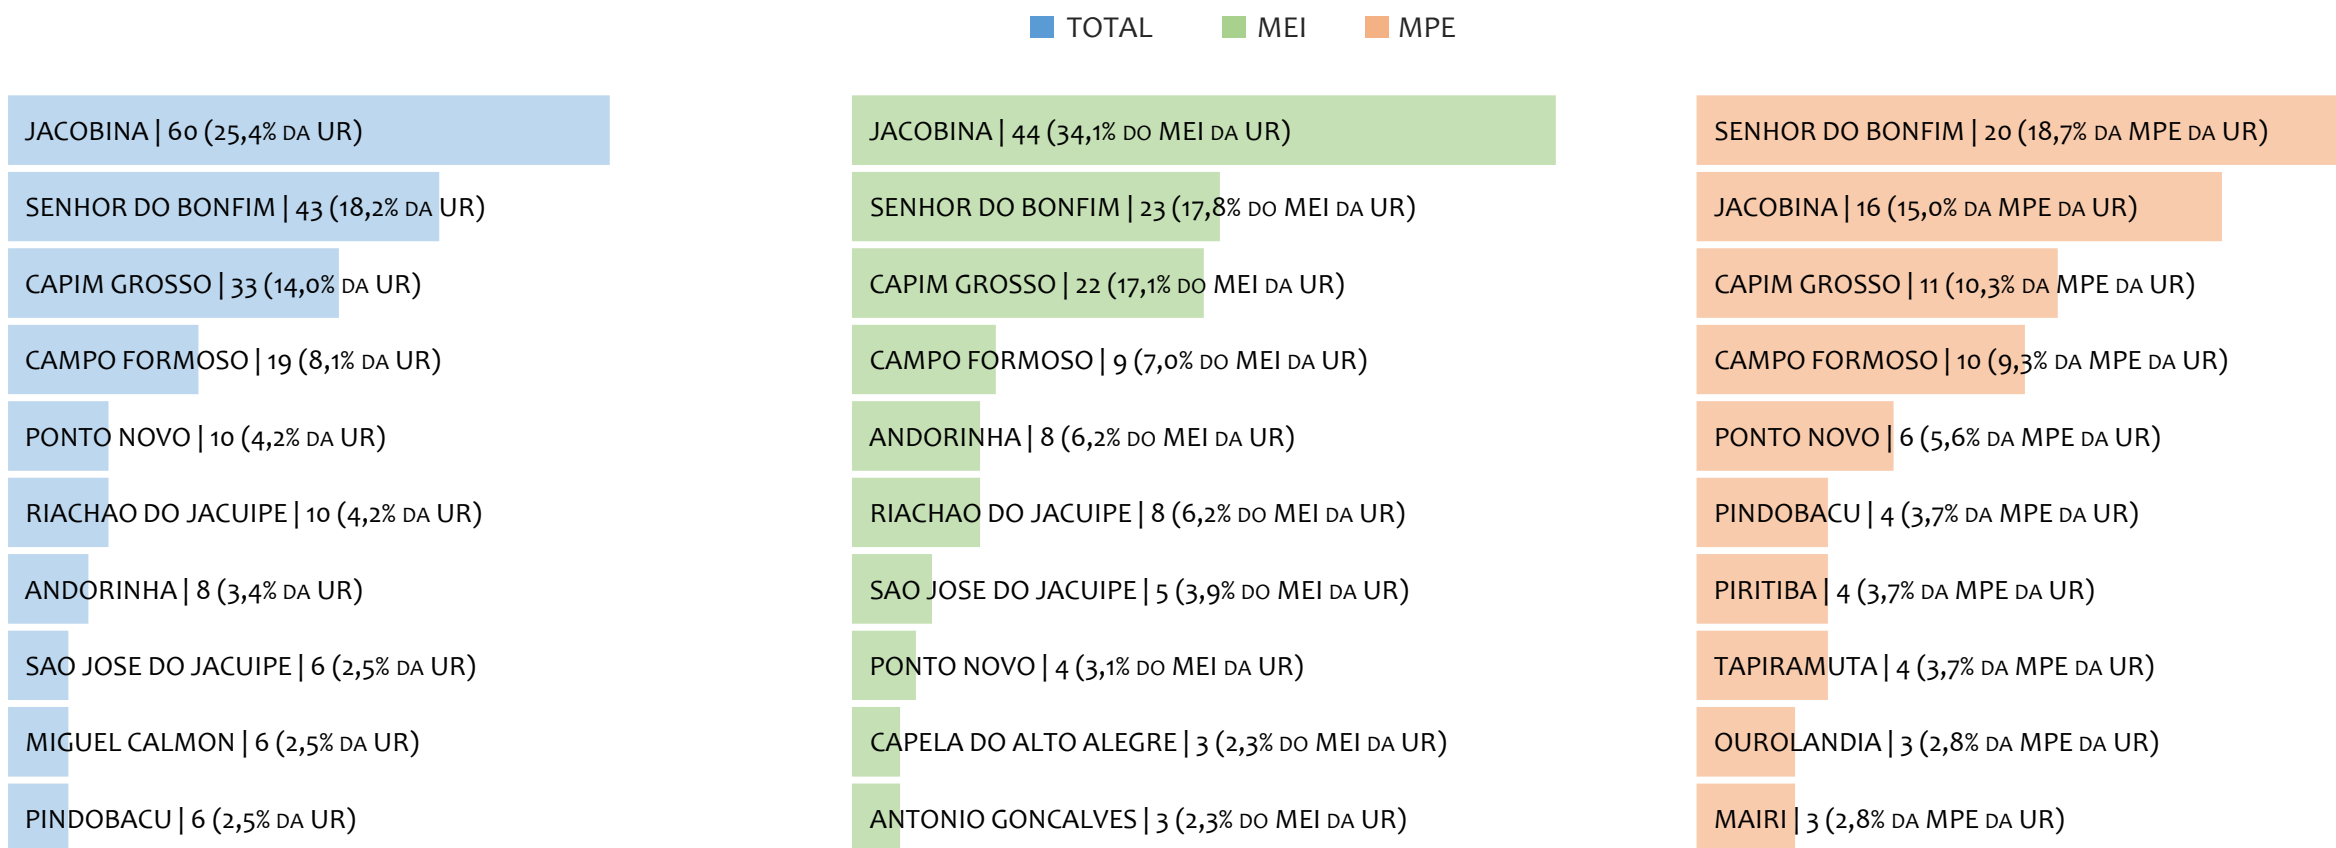 TOTAL MEI MPE
JACOBINA | 60 (25,4% DA UR)
SENHOR DO BONFIM | 43 (18,2% DA UR)
CAPIM GROSSO | 33 (14,0% DA UR)
CAMPO FORMOSO | 19 (8,1% DA UR)
PONTO NOVO | 10 (4,2% DA UR)
RIACHAO DO JACUIPE | 10 (4,2% DA UR)
ANDORINHA | 8 (3,4% DA UR)
SAO JOSE DO JACUIPE | 6 (2,5% DA UR)
MIGUEL CALMON | 6 (2,5% DA UR)
PINDOBACU | 6 (2,5% DA UR)
JACOBINA | 44 (34,1% DO MEI DA UR)
SENHOR DO BONFIM | 23 (17,8% DO MEI DA UR)
CAPIM GROSSO | 22 (17,1% DO MEI DA UR)
CAMPO FORMOSO | 9 (7,0% DO MEI DA UR)
ANDORINHA | 8 (6,2% DO MEI DA UR)
RIACHAO DO JACUIPE | 8 (6,2% DO MEI DA UR)
SAO JOSE DO JACUIPE | 5 (3,9% DO MEI DA UR)
PONTO NOVO | 4 (3,1% DO MEI DA UR)
CAPELA DO ALTO ALEGRE | 3 (2,3% DO MEI DA UR)
ANTONIO GONCALVES | 3 (2,3% DO MEI DA UR)
SENHOR DO BONFIM | 20 (18,7% DA MPE DA UR)
JACOBINA | 16 (15,0% DA MPE DA UR)
CAPIM GROSSO | 11 (10,3% DA MPE DA UR)
CAMPO FORMOSO | 10 (9,3% DA MPE DA UR)
PONTO NOVO | 6 (5,6% DA MPE DA UR)
PINDOBACU | 4 (3,7% DA MPE DA UR)
PIRITIBA | 4 (3,7% DA MPE DA UR)
TAPIRAMUTA | 4 (3,7% DA MPE DA UR)
OUROLANDIA | 3 (2,8% DA MPE DA UR)
MAIRI | 3 (2,8% DA MPE DA UR)